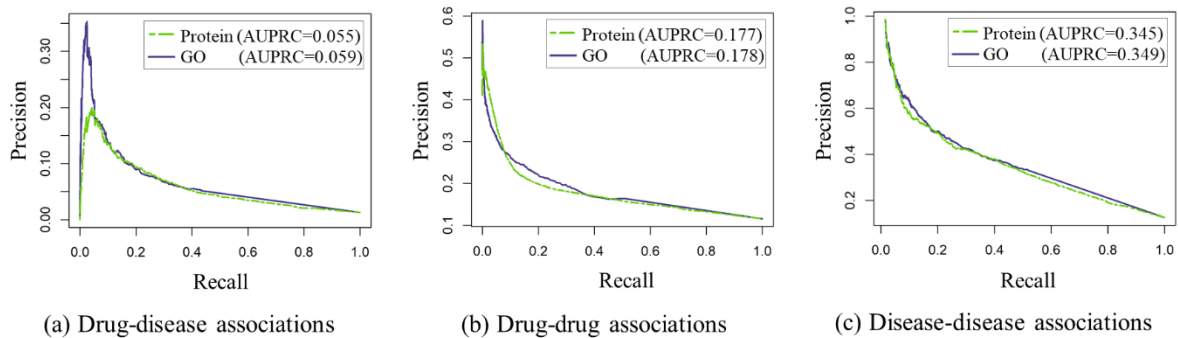 Precision
0.30
0.20
0.10
0.00
Protein (AUPRC=0.055)
GO (AUPRC=0.059)
0.0 0.2 0.4 0.6 0.8 1.0
Recall
(a) Drug-disease associations
Precision
0.6
0.5
0.4
0.3
0.2
0.1
Protein (AUPRC=0.177)
GO (AUPRC=0.178)
0.0 0.2 0.4 0.6 0.8 1.0
Recall
(b) Drug-drug associations
Precision
1.0
0.8
0.6
0.4
0.2
Protein (AUPRC=0.345)
GO (AUPRC=0.349)
0.0 0.2 0.4 0.6 0.8 1.0
Recall
(c) Disease-disease associations